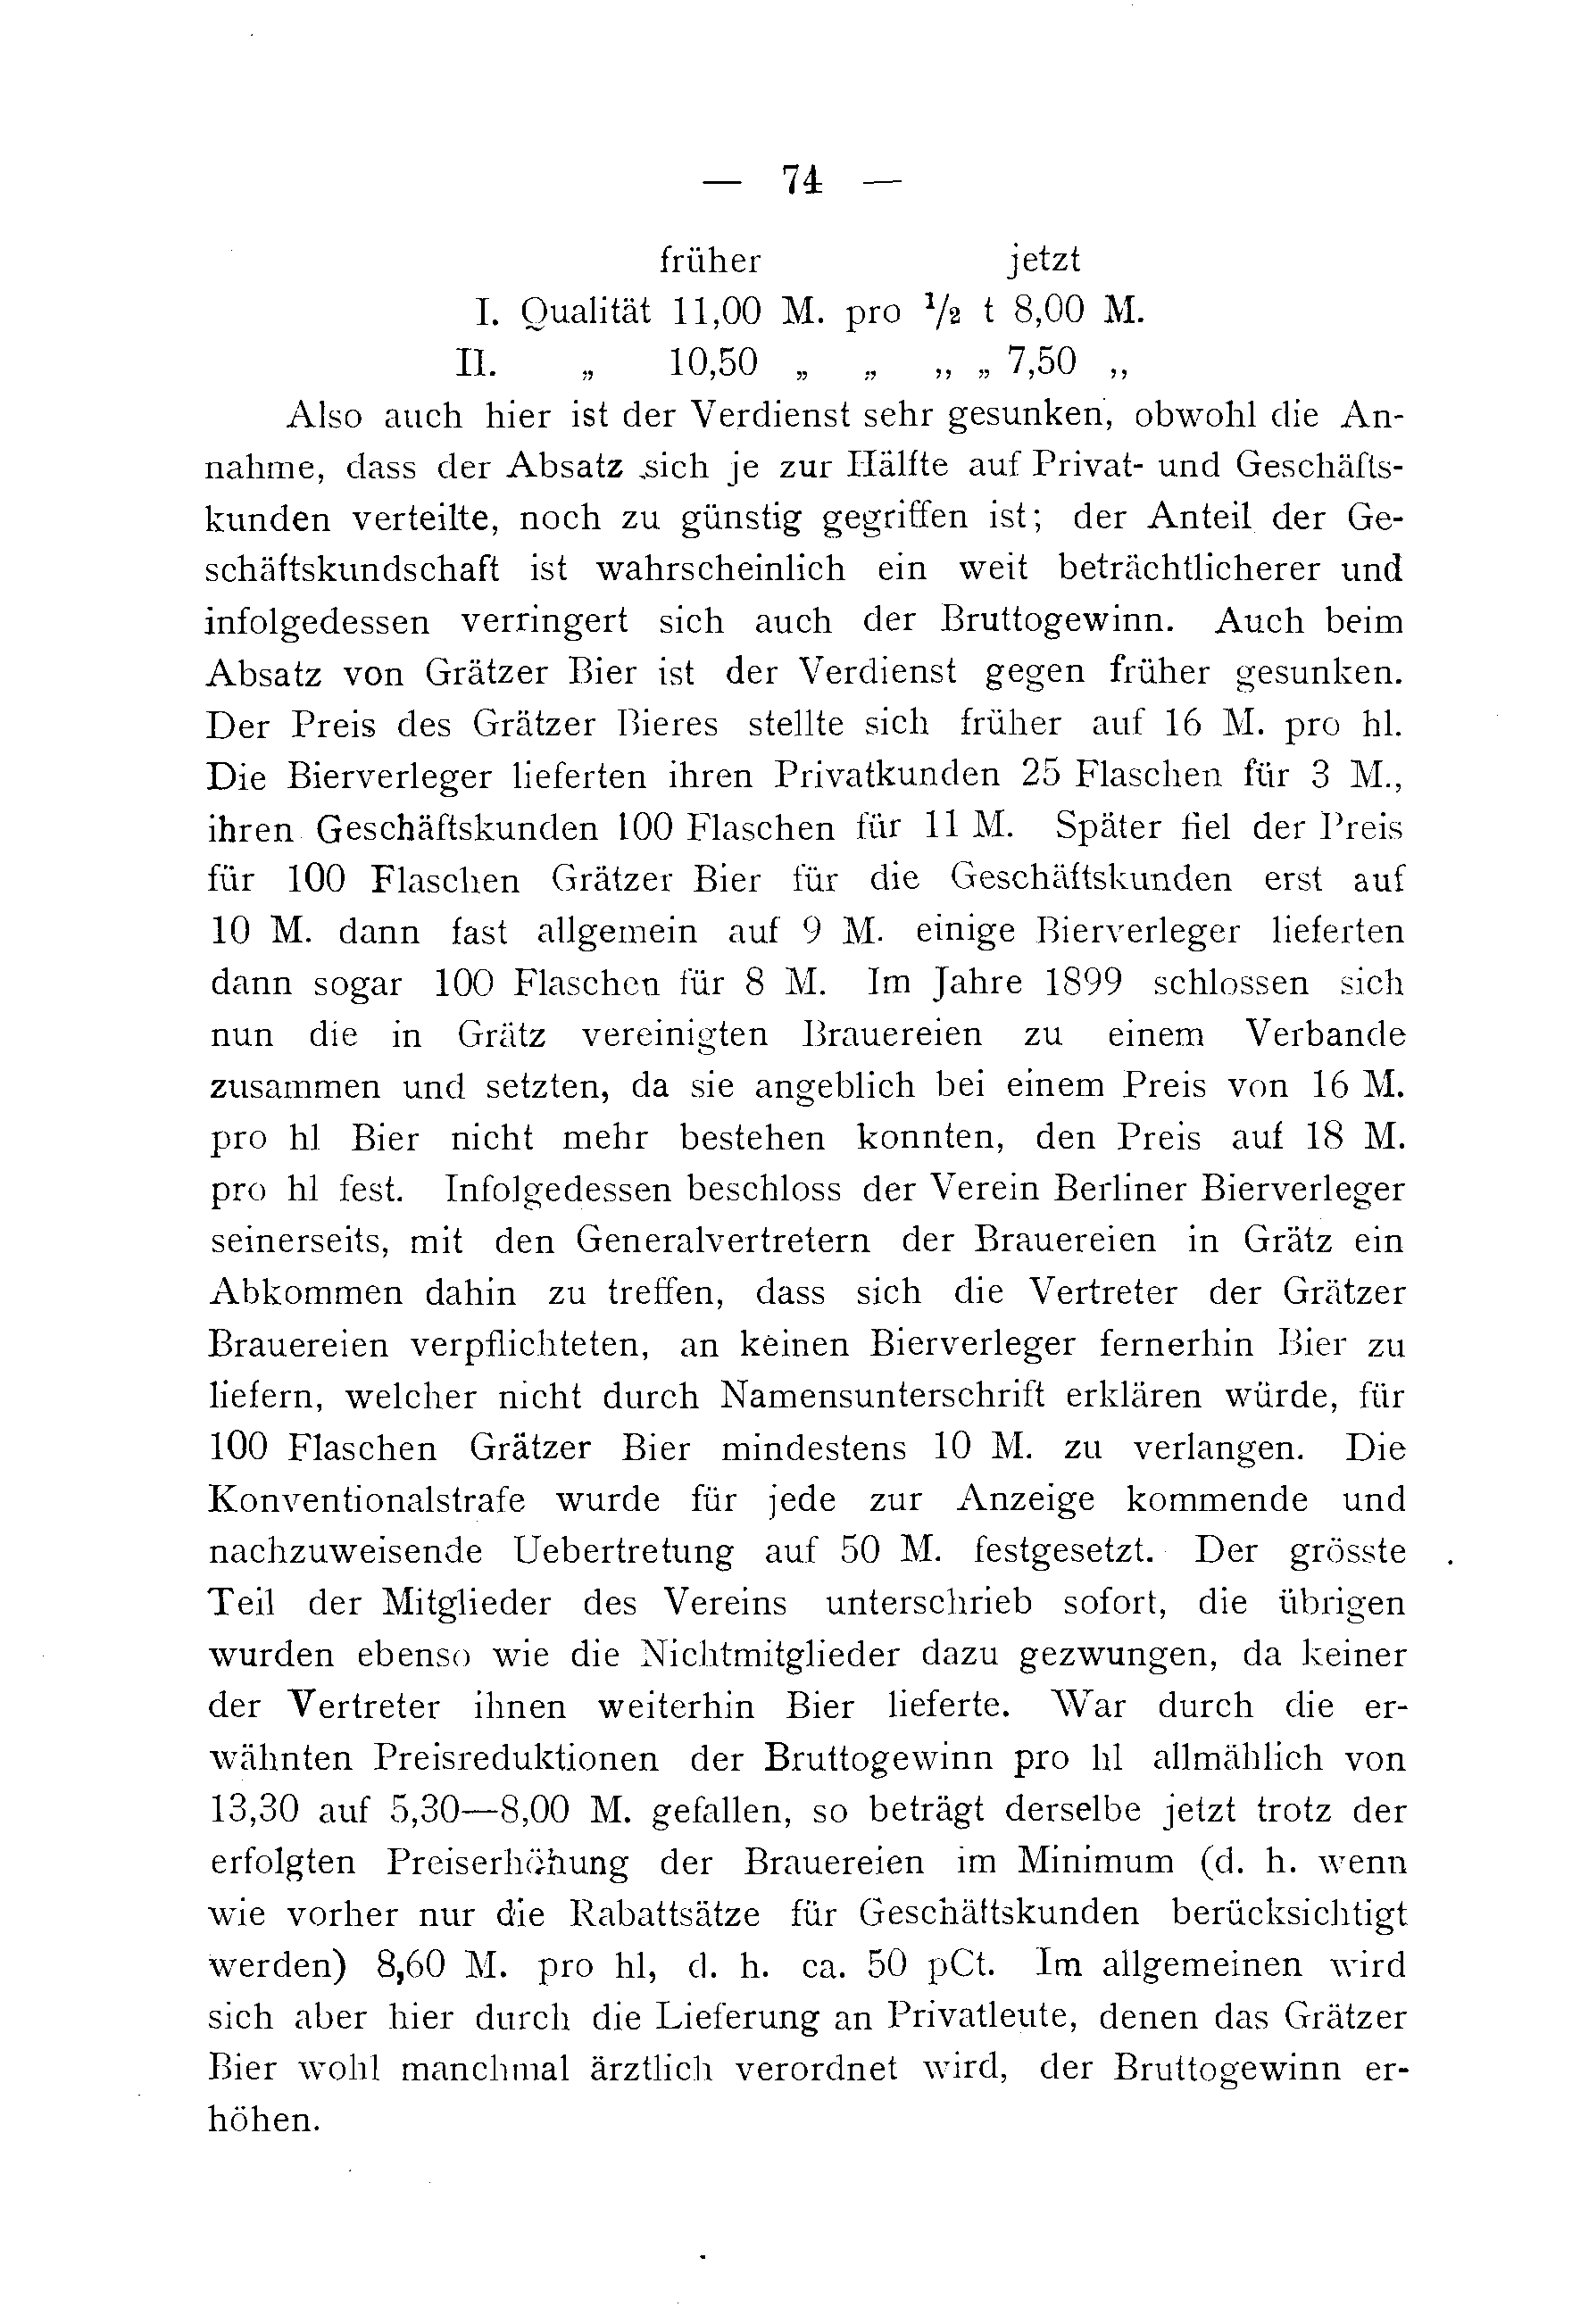 — 74 —
früher jetzt
I. Qualität 11,00 M. pro ½ t 8,00 M.
II. „ 10,50 „ „ „ „ 7,50 „
Also auch hier ist der Verdienst sehr gesunken, obwohl die An-
nahme, dass der Absatz sich je zur Hälfte auf Privat- und Geschäfts-
kunden verteilte, noch zu günstig gegriffen ist; der Anteil der Ge-
schäftskundschaft ist wahrscheinlich ein weit beträchtlicherer und
infolgedessen verringert sich auch der Bruttogewinn. Auch beim
Absatz von Grätzer Bier ist der Verdienst gegen früher gesunken.
Der Preis des Grätzer Bieres stellte sich früher auf 16 M. pro hl.
Die Bierverleger lieferten ihren Privatkunden 25 Flaschen für 3 M.,
ihren Geschäftskunden 100 Flaschen für 11 M. Später fiel der Preis
für 100 Flaschen Grätzer Bier für die Geschäftskunden erst auf
10 M. dann fast allgemein auf 9 M. einige Bierverleger lieferten
dann sogar 100 Flaschen für 8 M. Im Jahre 1899 schlossen sich
nun die in Grätz vereinigten Brauereien zu einem Verbande
zusammen und setzten, da sie angeblich bei einem Preis von 16 M.
pro hl Bier nicht mehr bestehen konnten, den Preis auf 18 M.
pro hl fest. Infolgedessen beschloss der Verein Berliner Bierverleger
seinerseits, mit den Generalvertretern der Brauereien in Grätz ein
Abkommen dahin zu treffen, dass sich die Vertreter der Grätzer
Brauereien verpflichteten, an keinen Bierverleger fernerhin Bier zu
liefern, welcher nicht durch Namensunterschrift erklären würde, für
100 Flaschen Grätzer Bier mindestens 10 M. zu verlangen. Die
Konventionalstrafe wurde für jede zur Anzeige kommende und
nachzuweisende Uebertretung auf 50 M. festgesetzt. Der grösste
Teil der Mitglieder des Vereins unterschrieb sofort, die übrigen
wurden ebenso wie die Nichtmitglieder dazu gezwungen, da keiner
der Vertreter ihnen weiterhin Bier lieferte. War durch die er-
wähnten Preisreduktionen der Bruttogewinn pro hl allmählich von
13,30 auf 5,30—8,00 M. gefallen, so beträgt derselbe jetzt trotz der
erfolgten Preiserhöhung der Brauereien im Minimum (d. h. wenn
wie vorher nur die Rabattsätze für Geschäftskunden berücksichtigt
werden) 8,60 M. pro hl, d. h. ca. 50 pCt. Im allgemeinen wird
sich aber hier durch die Lieferung an Privatleute, denen das Grätzer
Bier wohl manchmal ärztlich verordnet wird, der Bruttogewinn er-
höhen.